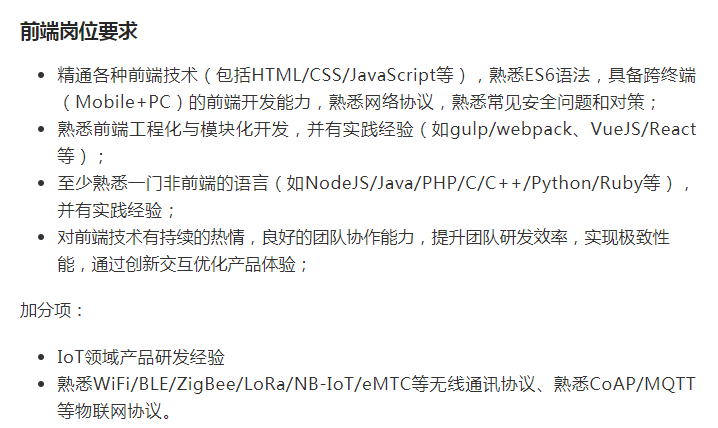 前端岗位要求
精通各种前端技术（包括HTML/CSS/JavaScript等），熟悉ES6语法，具备跨终端
（Mobile+PC）的前端开发能力，熟悉网络协议，熟悉常见安全问题和对策；
熟悉前端工程化与模块化开发，并有实践经验（如gulp/webpack、VueJS/React
等）；
至少熟悉一门非前端的语言（如NodeJS/Java/PHP/C/C++/Python/Ruby等），
并有实践经验；
对前端技术有持续的热情，良好的团队协作能力，提升团队研发效率，实现极致性
能，通过创新交互优化产品体验；
加分项：
IoT领域产品研发经验
熟悉WiFi/BLE/ZigBee/LoRa/NB-IoT/eMTC等无线通讯协议、熟悉CoAP/MQTT
等物联网协议。